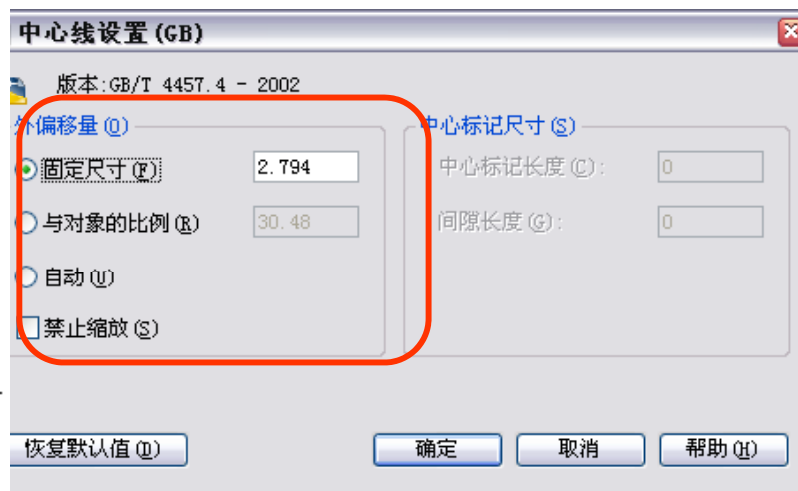 中心线设置(GB)
版本:GB/T 4457.4 - 2002
外偏移量(O)
固定尺寸(F) 2.794
与对象的比例(R) 30.48
自动(U)
禁止缩放(S)
中心标记尺寸(S)
中心标记长度(C): 0
间隙长度(G): 0
恢复默认值(D) 确定 取消 帮助(H)